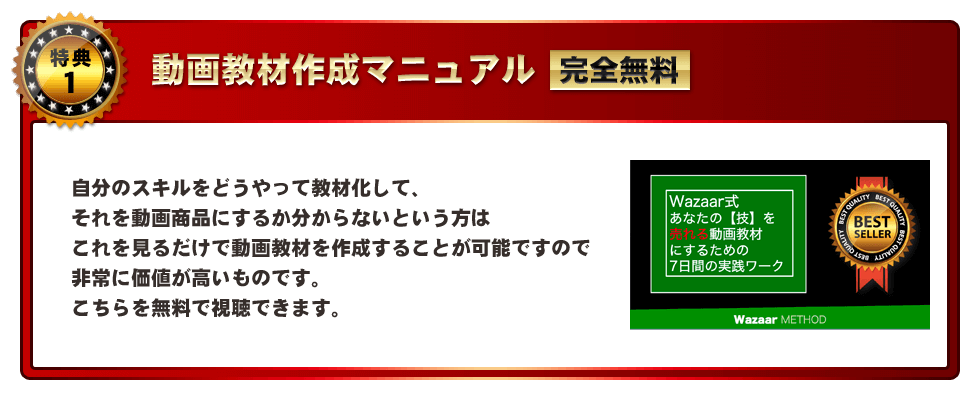 特典
1
動画教材作成マニュアル 完全無料
自分のスキルをどうやって教材化して、
それを動画商品にするか分からないという方は
これを見るだけで動画教材を作成することが可能ですので
非常に価値が高いものです。
こちらを無料で視聴できます。
Wazaar式
あなたの【技】を
売れる動画教材
にするための
7日間の実践ワーク
BEST QUALITY
BEST QUALITY
BEST QUALITY
BEST QUALITY
BEST
SELLER
Wazaar METHOD